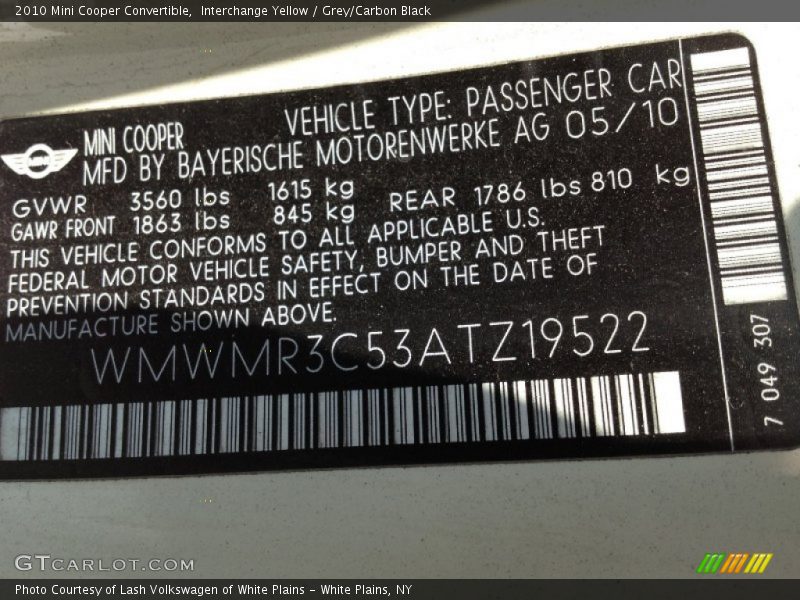 2010 Mini Cooper Convertible, Interchange Yellow / Grey/Carbon Black
MINI COOPER VEHICLE TYPE: PASSENGER CAR
MFD BY BAYERISCHE MOTORENWERKE AG 05/10
GVWR 3560 lbs 1615 kg
GAWR FRONT 1863 lbs 845 kg REAR 1786 lbs 810 kg
THIS VEHICLE CONFORMS TO ALL APPLICABLE U.S.
FEDERAL MOTOR VEHICLE SAFETY, BUMPER AND THEFT
PREVENTION STANDARDS IN EFFECT ON THE DATE OF
MANUFACTURE SHOWN ABOVE.
WMWMR3C53ATZ19522
7 049 307
GTCARLOT.COM
Photo Courtesy of Lash Volkswagen of White Plains - White Plains, NY